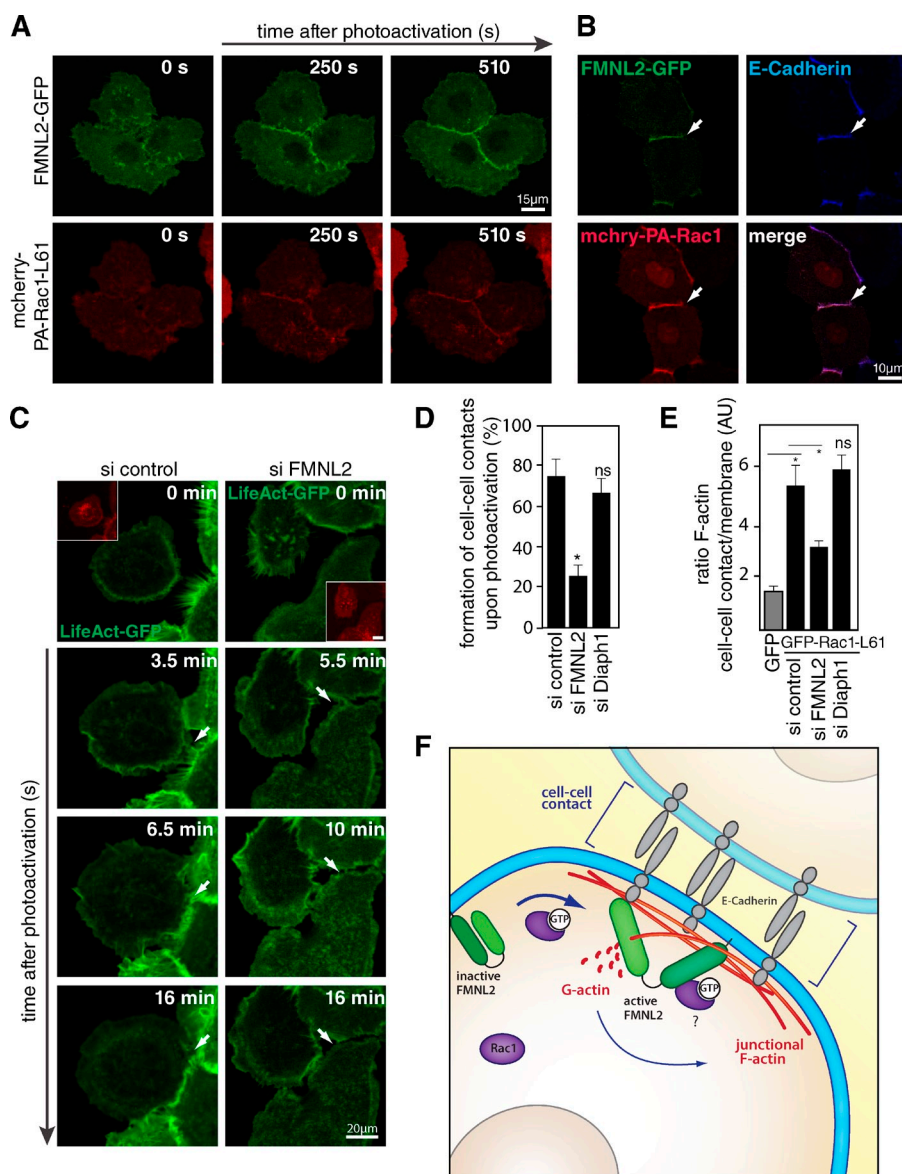 A
time after photoactivation (s)
FMNL2-GFP
0 s
250 s
510
15µm
mcherry-
PA-Rac1-L61
0 s
250 s
510 s
B
FMNL2-GFP
E-Cadherin
mchry-PA-Rac1
merge
10µm
C
si control
si FMNL2
0 min
LifeAct-GFP
LifeAct-GFP
0 min
time after photoactivation (s)
3.5 min
5.5 min
6.5 min
10 min
16 min
16 min
20µm
D
formation of cell-cell contacts
upon photoactivation (%)
100
80
60
40
20
0
ns
*
si control
si FMNL2
si Diaph1
E
ratio F-actin
cell-cell contact/membrane (AU)
6
4
2
*
*
ns
GFP
GFP-Rac1-L61
si control
si FMNL2
si Diaph1
F
cell-cell
contact
E-Cadherin
GTP
inactive
FMNL2
G-actin
active
FMNL2
GTP
?
Rac1
junctional
F-actin